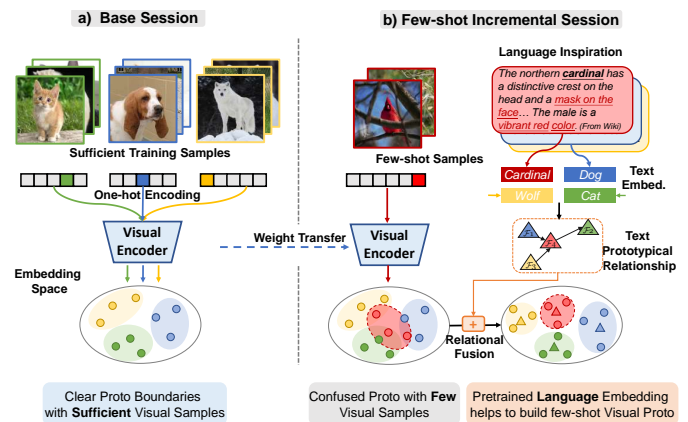 a) Base Session
Sufficient Training Samples
One-hot Encoding
Visual
Encoder
Embedding
Space
Clear Proto Boundaries
with Sufficient Visual Samples
Weight Transfer
b) Few-shot Incremental Session
Language Inspiration
The northern cardinal has
a distinctive crest on the
head and a mask on the
face... The male is a
vibrant red color. (From Wiki)
Few-shot Samples
Cardinal
Dog
Wolf
Cat
Text
Embed.
Visual
Encoder
Text
Prototypical
Relationship
+
Relational
Fusion
Confused Proto with Few
Visual Samples
Pretrained Language Embedding
helps to build few-shot Visual Proto